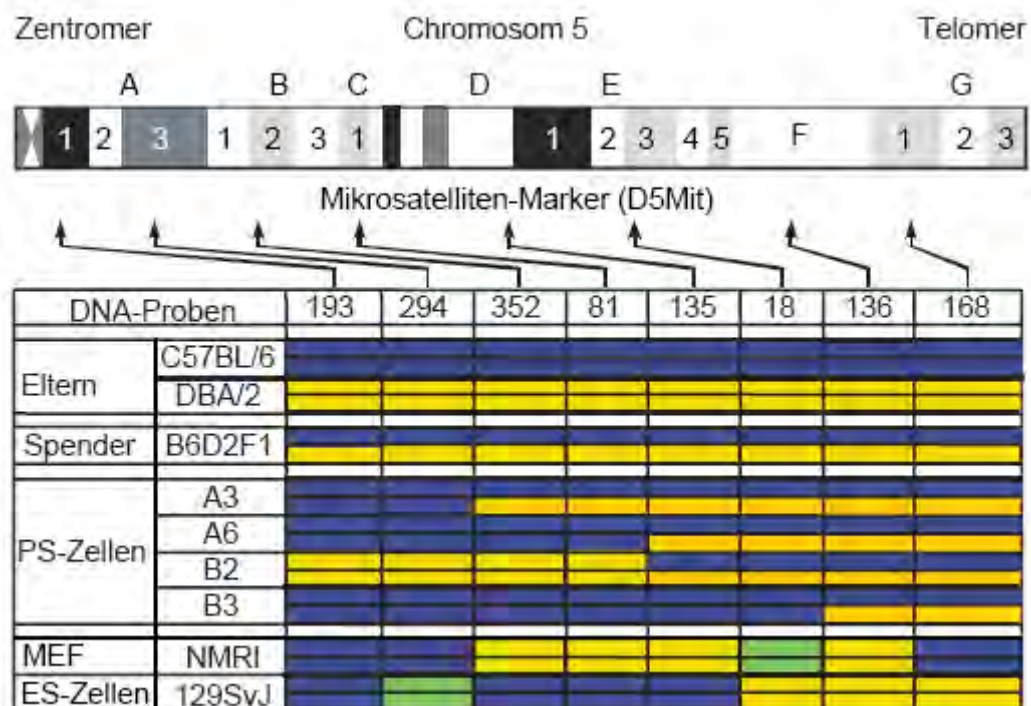 Zentromer Chromosom 5 Telomer
A B C D E G
1 2 3 1 2 3 1 1 2 3 4 5 F 1 2 3
Mikrosatelliten-Marker (D5Mit)
DNA-Proben 193 294 352 81 135 18 136 168
Eltern C57BL/6
DBA/2
Spender B6D2F1
PS-Zellen A3
A6
B2
B3
MEF NMRI
ES-Zellen 129SvJ